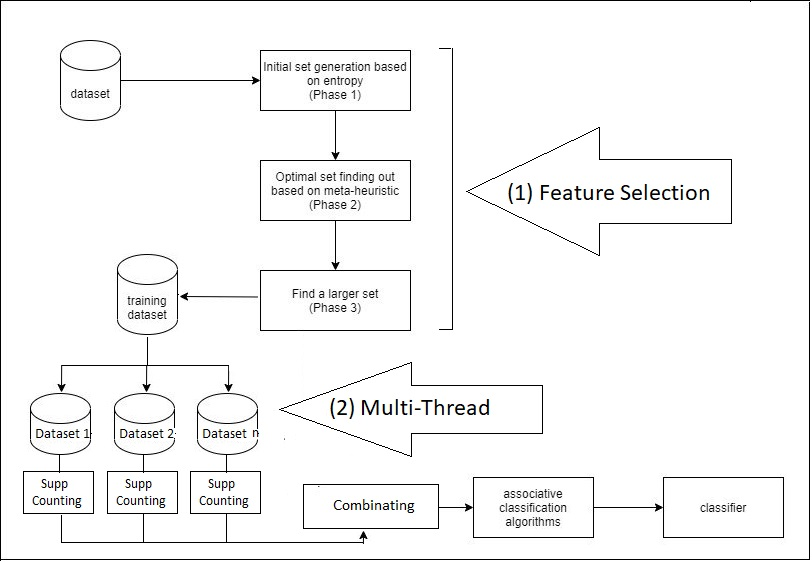 dataset
Initial set generation based
on entropy
(Phase 1)
Optimal set finding out
based on meta-heuristic
(Phase 2)
(1) Feature Selection
Find a larger set
(Phase 3)
training
dataset
(2) Multi-Thread
Dataset 1
Dataset 2
Dataset n
Supp
Counting
Supp
Counting
Supp
Counting
Combinating
associative
classification
algorithms
classifier